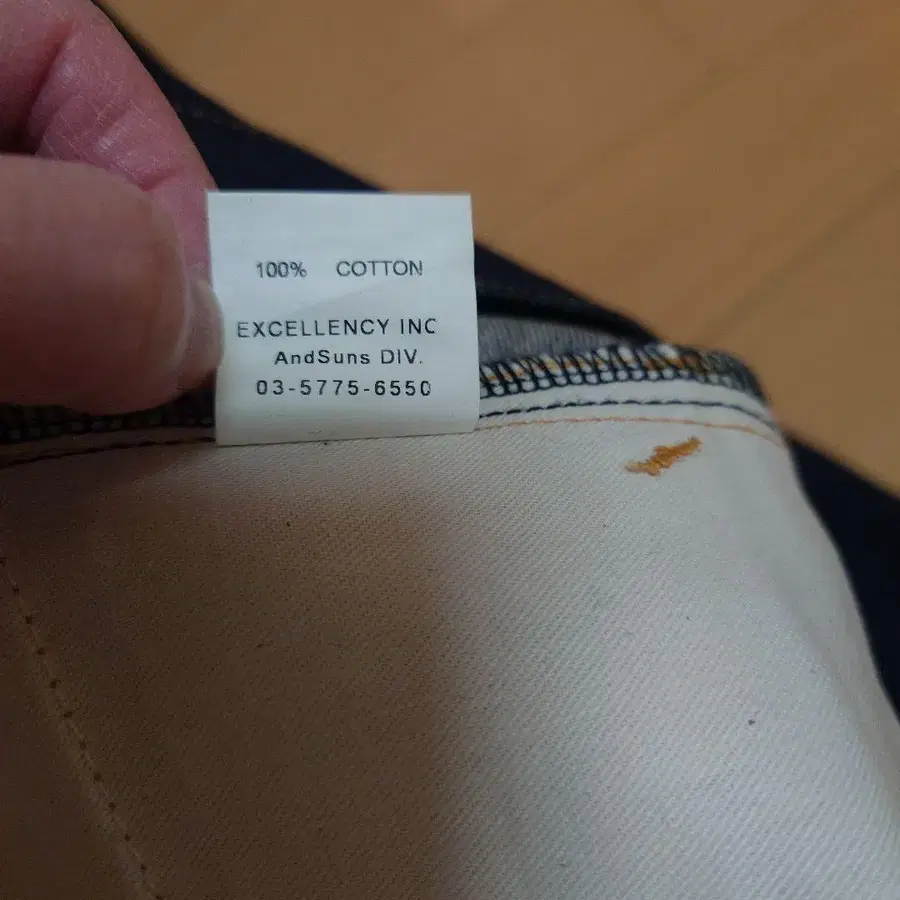 100% COTTON
EXCELLENCY INC
AndSuns DIV.
03-5775-6550